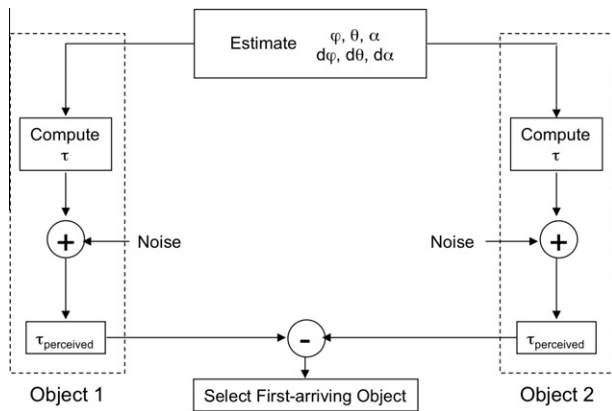 Estimate φ, θ, α
dφ, dθ, dα
Compute
τ
Compute
τ
+
Noise
Noise
+
τperceived
-
τperceived
Object 1
Select First-arriving Object
Object 2